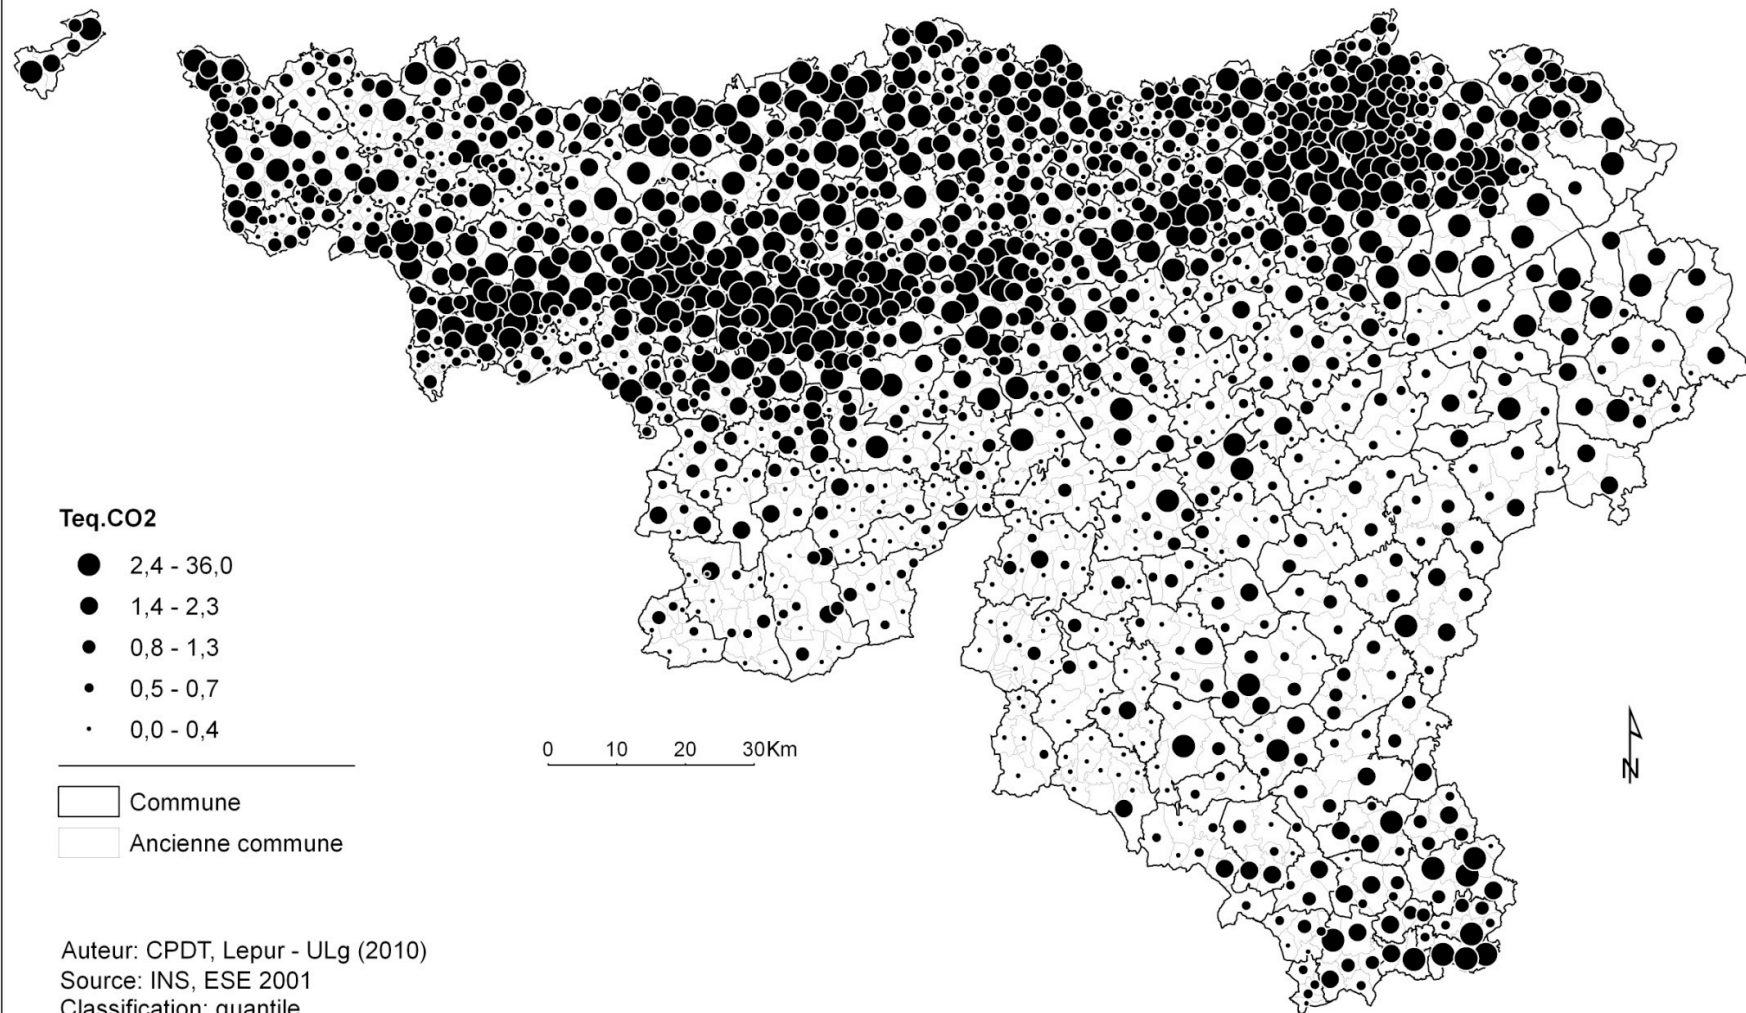 Teq.CO2
2,4 - 36,0
1,4 - 2,3
0,8 - 1,3
0,5 - 0,7
0,0 - 0,4
0 10 20 30Km
Commune
Ancienne commune
N
Auteur: CPDT, Lepur - ULg (2010)
Source: INS, ESE 2001
Classification: quantile